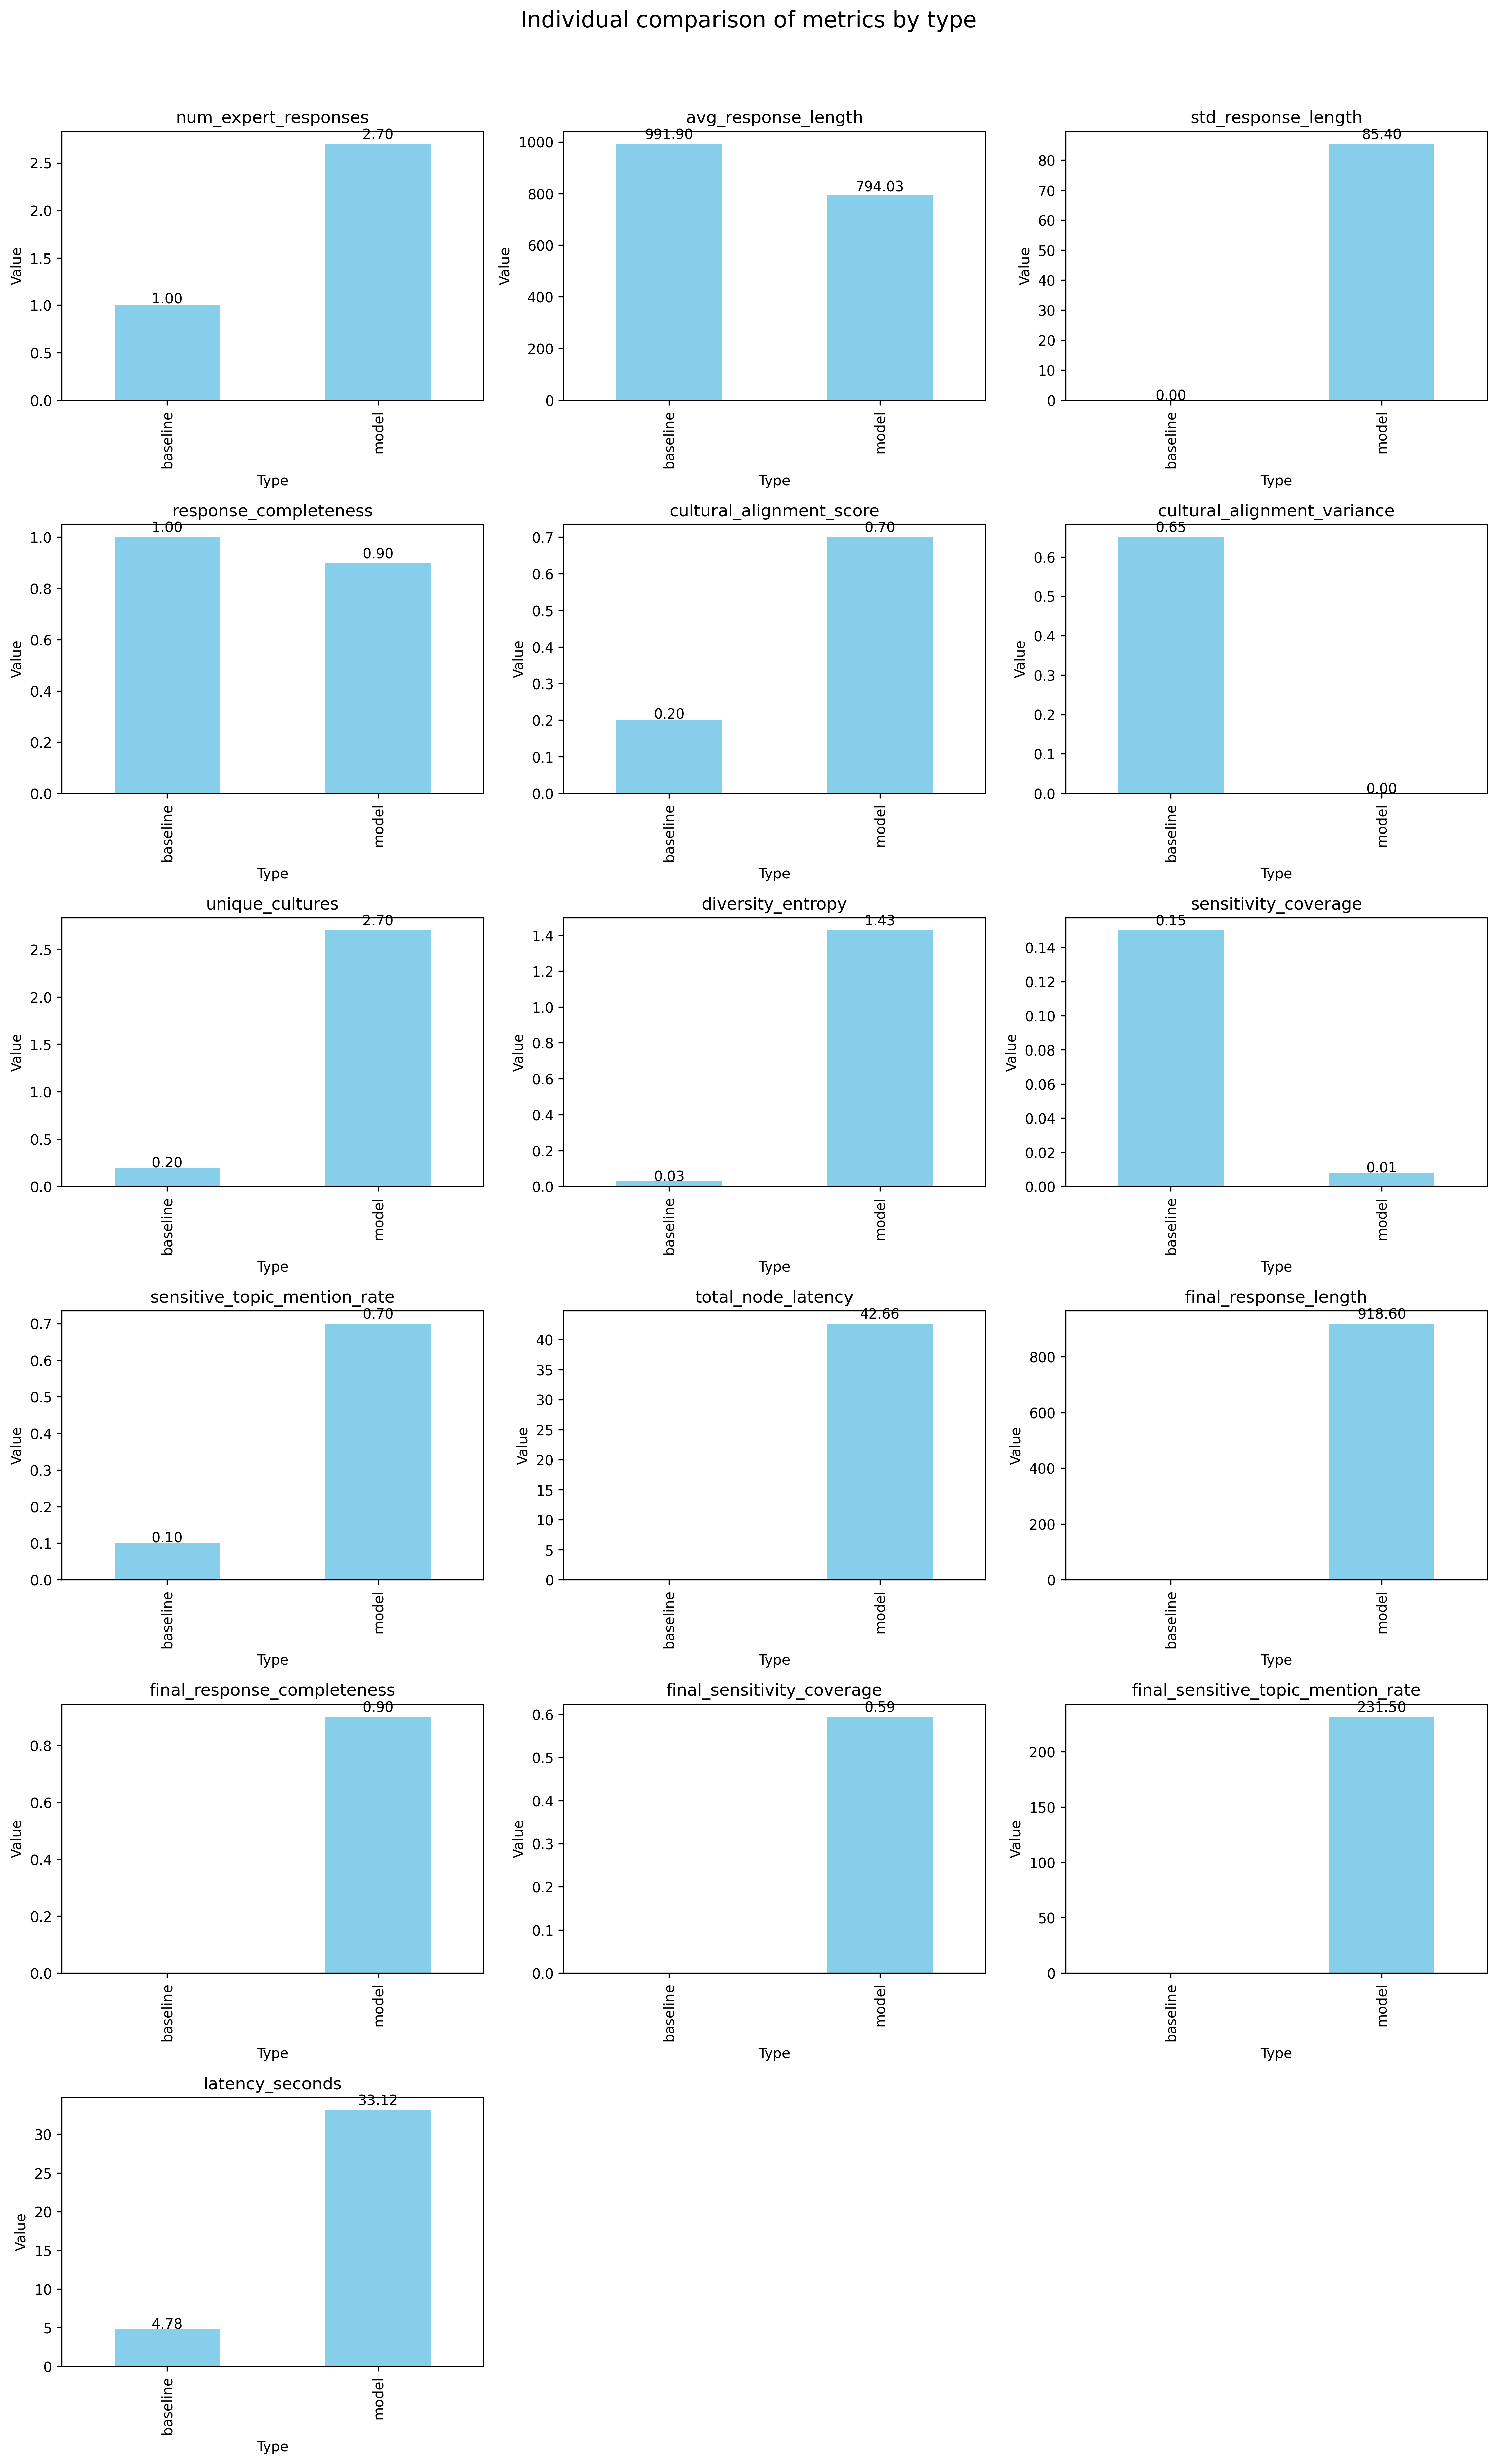 Individual comparison of metrics by type
num_expert_responses
2.70
1.00
0.0
0.5
1.0
1.5
2.0
2.5
Value
baseline
model
Type
avg_response_length
991.90
794.03
0
200
400
600
800
1000
Value
baseline
model
Type
std_response_length
85.40
0.00
0
10
20
30
40
50
60
70
80
Value
baseline
model
Type
response_completeness
1.00
0.90
0.0
0.2
0.4
0.6
0.8
1.0
Value
baseline
model
Type
cultural_alignment_score
0.70
0.20
0.0
0.1
0.2
0.3
0.4
0.5
0.6
0.7
Value
baseline
model
Type
cultural_alignment_variance
0.65
0.00
0.0
0.1
0.2
0.3
0.4
0.5
0.6
Value
baseline
model
Type
unique_cultures
2.70
0.20
0.0
0.5
1.0
1.5
2.0
2.5
Value
baseline
model
Type
diversity_entropy
1.43
0.03
0.0
0.2
0.4
0.6
0.8
1.0
1.2
1.4
Value
baseline
model
Type
sensitivity_coverage
0.15
0.01
0.00
0.02
0.04
0.06
0.08
0.10
0.12
0.14
Value
baseline
model
Type
sensitive_topic_mention_rate
0.70
0.10
0.0
0.1
0.2
0.3
0.4
0.5
0.6
0.7
Value
baseline
model
Type
total_node_latency
42.66
0
5
10
15
20
25
30
35
40
Value
baseline
model
Type
final_response_length
918.60
0
200
400
600
800
Value
baseline
model
Type
final_response_completeness
0.90
0.0
0.2
0.4
0.6
0.8
Value
baseline
model
Type
final_sensitivity_coverage
0.59
0.0
0.1
0.2
0.3
0.4
0.5
0.6
Value
baseline
model
Type
final_sensitive_topic_mention_rate
231.50
0
50
100
150
200
Value
baseline
model
Type
latency_seconds
33.12
4.78
0
5
10
15
20
25
30
Value
baseline
model
Type